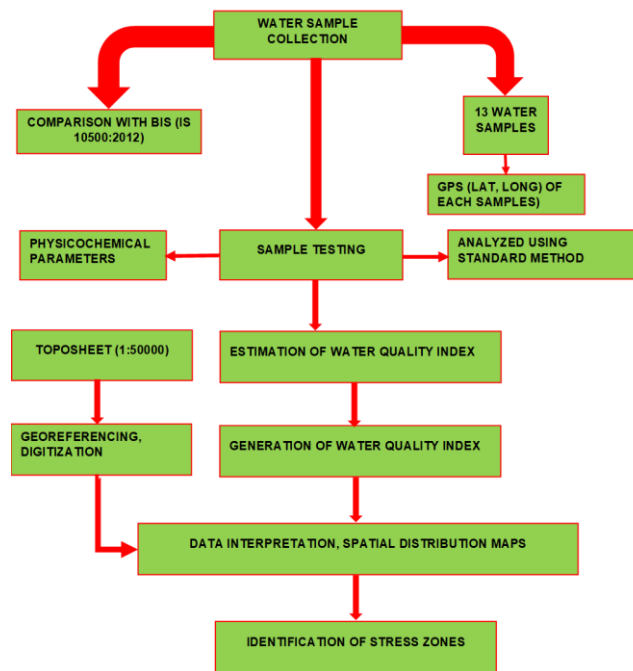 WATER SAMPLE
COLLECTION
COMPARISON WITH BIS (IS
10500:2012)
13 WATER
SAMPLES
GPS (LAT, LONG) OF
EACH SAMPLES)
PHYSICOCHEMICAL
PARAMETERS
SAMPLE TESTING
ANALYZED USING
STANDARD METHOD
TOPOSHEET (1:50000)
ESTIMATION OF WATER QUALITY INDEX
GEOREFERENCING,
DIGITIZATION
GENERATION OF WATER QUALITY INDEX
DATA INTERPRETATION, SPATIAL DISTRIBUTION MAPS
IDENTIFICATION OF STRESS ZONES